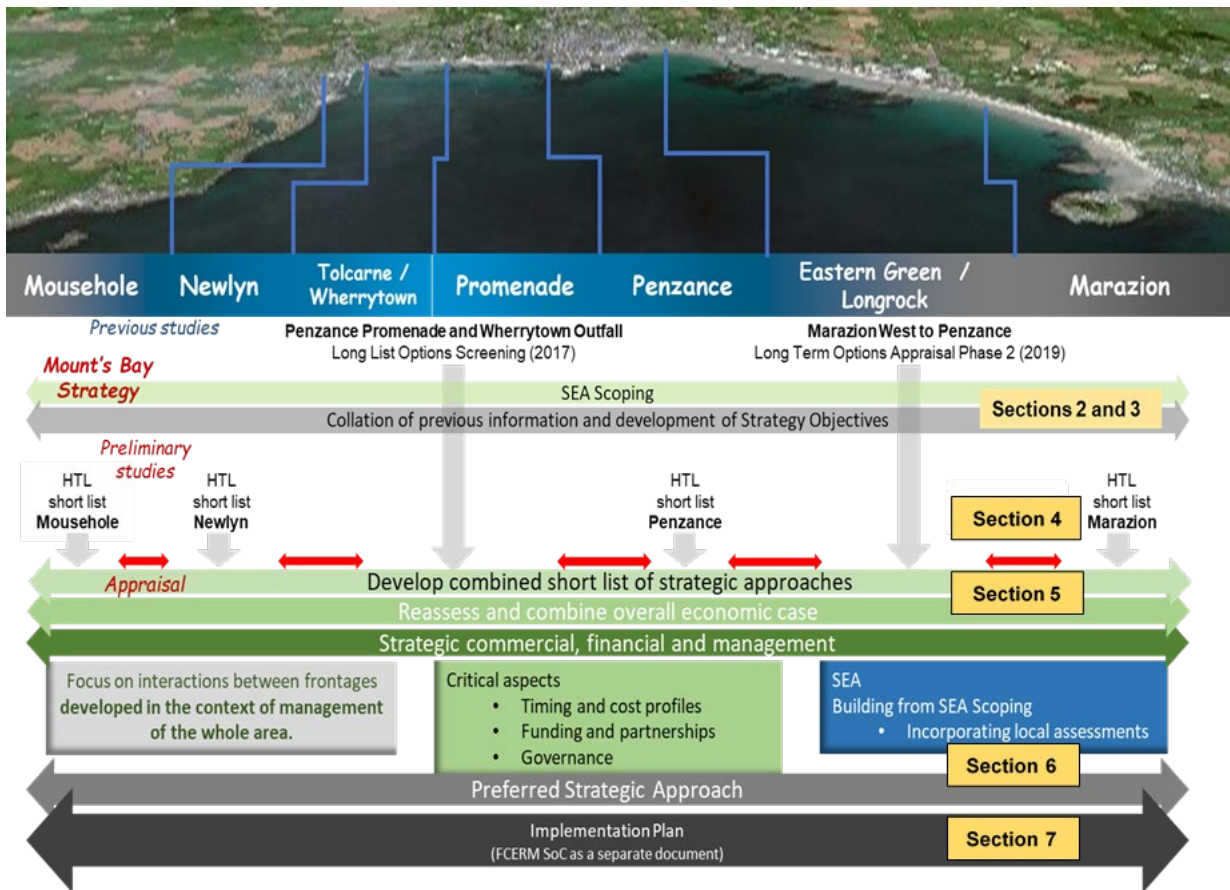 Mousehole
Newlyn
Tolcarne /
Wherrytown
Promenade
Penzance
Eastern Green /
Longrock
Marazion
Previous studies
Penzance Promenade and Wherrytown Outfall
Long List Options Screening (2017)
Marazion West to Penzance
Long Term Options Appraisal Phase 2 (2019)
Mount's Bay
Strategy
SEA Scoping
Collation of previous information and development of Strategy Objectives
Sections 2 and 3
Preliminary
studies
HTL
short list
Mousehole
HTL
short list
Newlyn
HTL
short list
Penzance
Section 4
HTL
short list
Marazion
Appraisal
Develop combined short list of strategic approaches
Section 5
Reassess and combine overall economic case
Strategic commercial, financial and management
Focus on interactions between frontages
developed in the context of management
of the whole area.
Critical aspects
• Timing and cost profiles
• Funding and partnerships
• Governance
SEA
Building from SEA Scoping
• Incorporating local assessments
Section 6
Preferred Strategic Approach
Implementation Plan
(FCERM SoC as a separate document)
Section 7